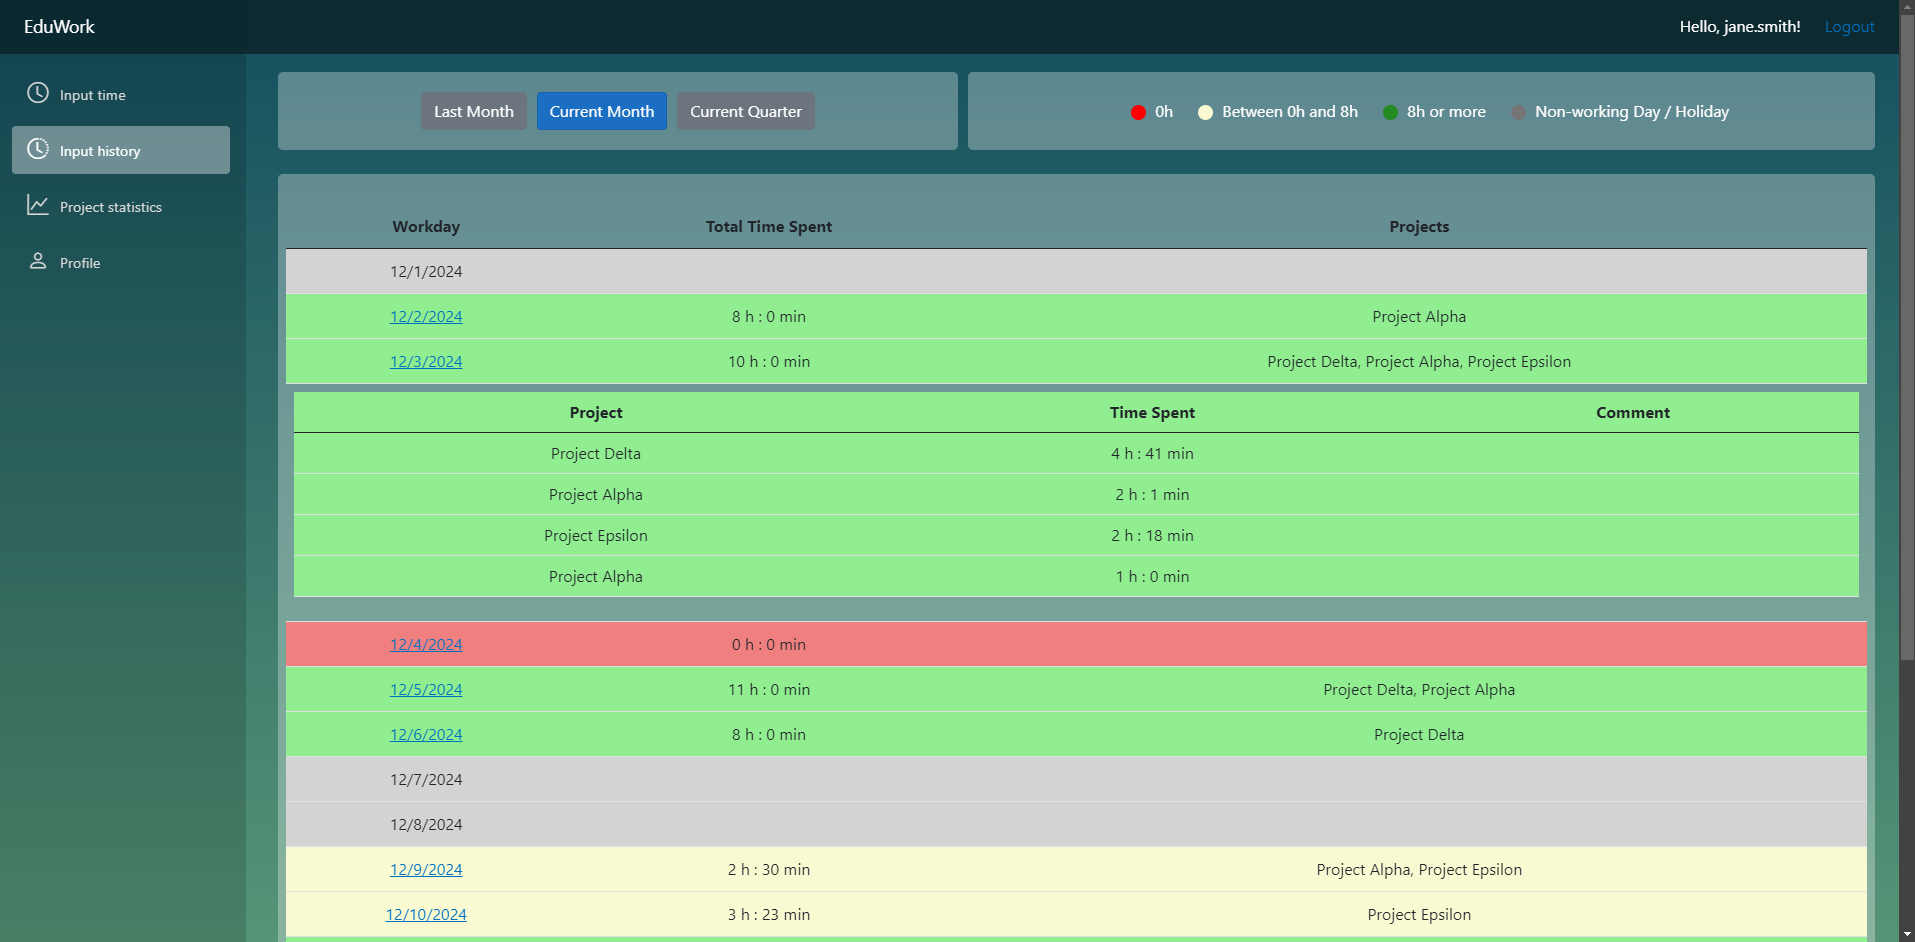 EduWork
Hello, jane.smith! Logout
Input time
Input history
Project statistics
Profile
Last Month Current Month Current Quarter
0h Between 0h and 8h 8h or more Non-working Day / Holiday
Workday Total Time Spent Projects
12/1/2024
12/2/2024 8 h : 0 min Project Alpha
12/3/2024 10 h : 0 min Project Delta, Project Alpha, Project Epsilon
Project Time Spent Comment
Project Delta 4 h : 41 min
Project Alpha 2 h : 1 min
Project Epsilon 2 h : 18 min
Project Alpha 1 h : 0 min
12/4/2024 0 h : 0 min
12/5/2024 11 h : 0 min Project Delta, Project Alpha
12/6/2024 8 h : 0 min Project Delta
12/7/2024
12/8/2024
12/9/2024 2 h : 30 min Project Alpha, Project Epsilon
12/10/2024 3 h : 23 min Project Epsilon